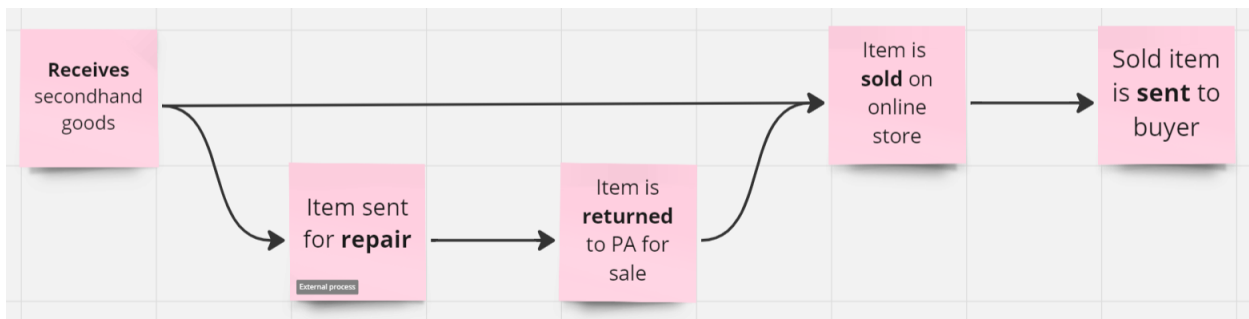 Receives
secondhand
goods
Item sent
for repair
External process
Item is
returned
to PA for
sale
Item is
sold on
online
store
Sold item
is sent to
buyer